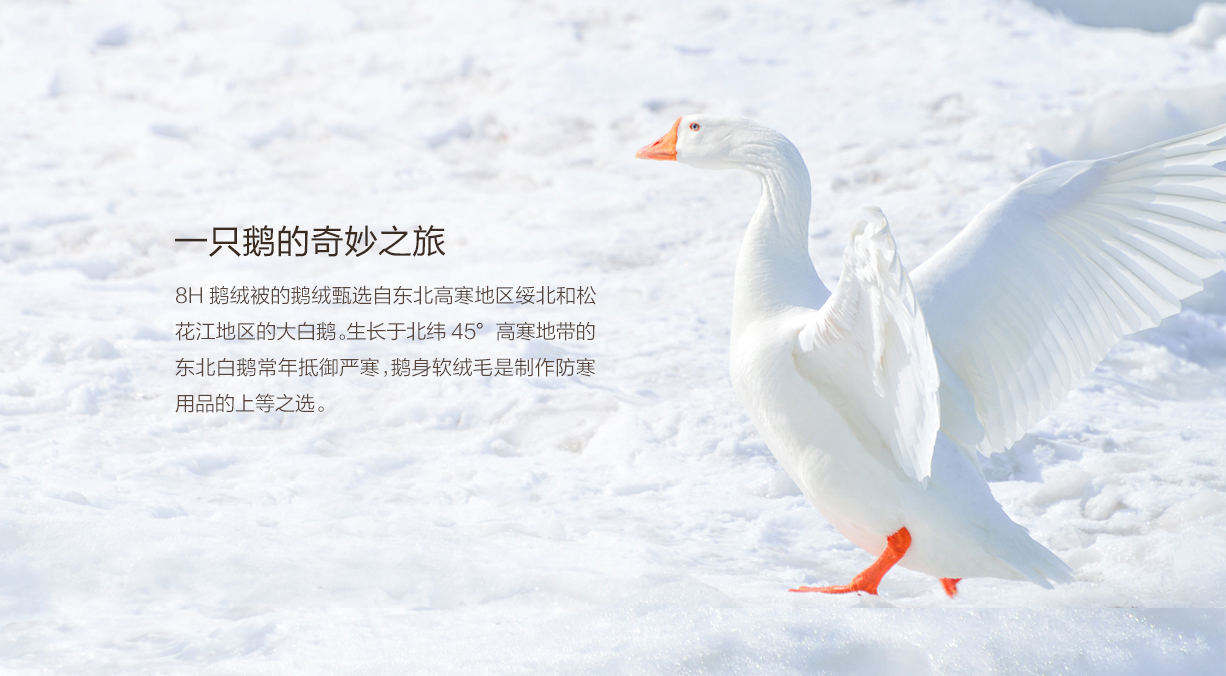 一只鹅的奇妙之旅
8H 鹅绒被的鹅绒甄选自东北高寒地区绥北和松
花江地区的大白鹅。生长于北纬 45° 高寒地带的
东北白鹅常年抵御严寒,鹅身软绒毛是制作防寒
用品的上等之选。